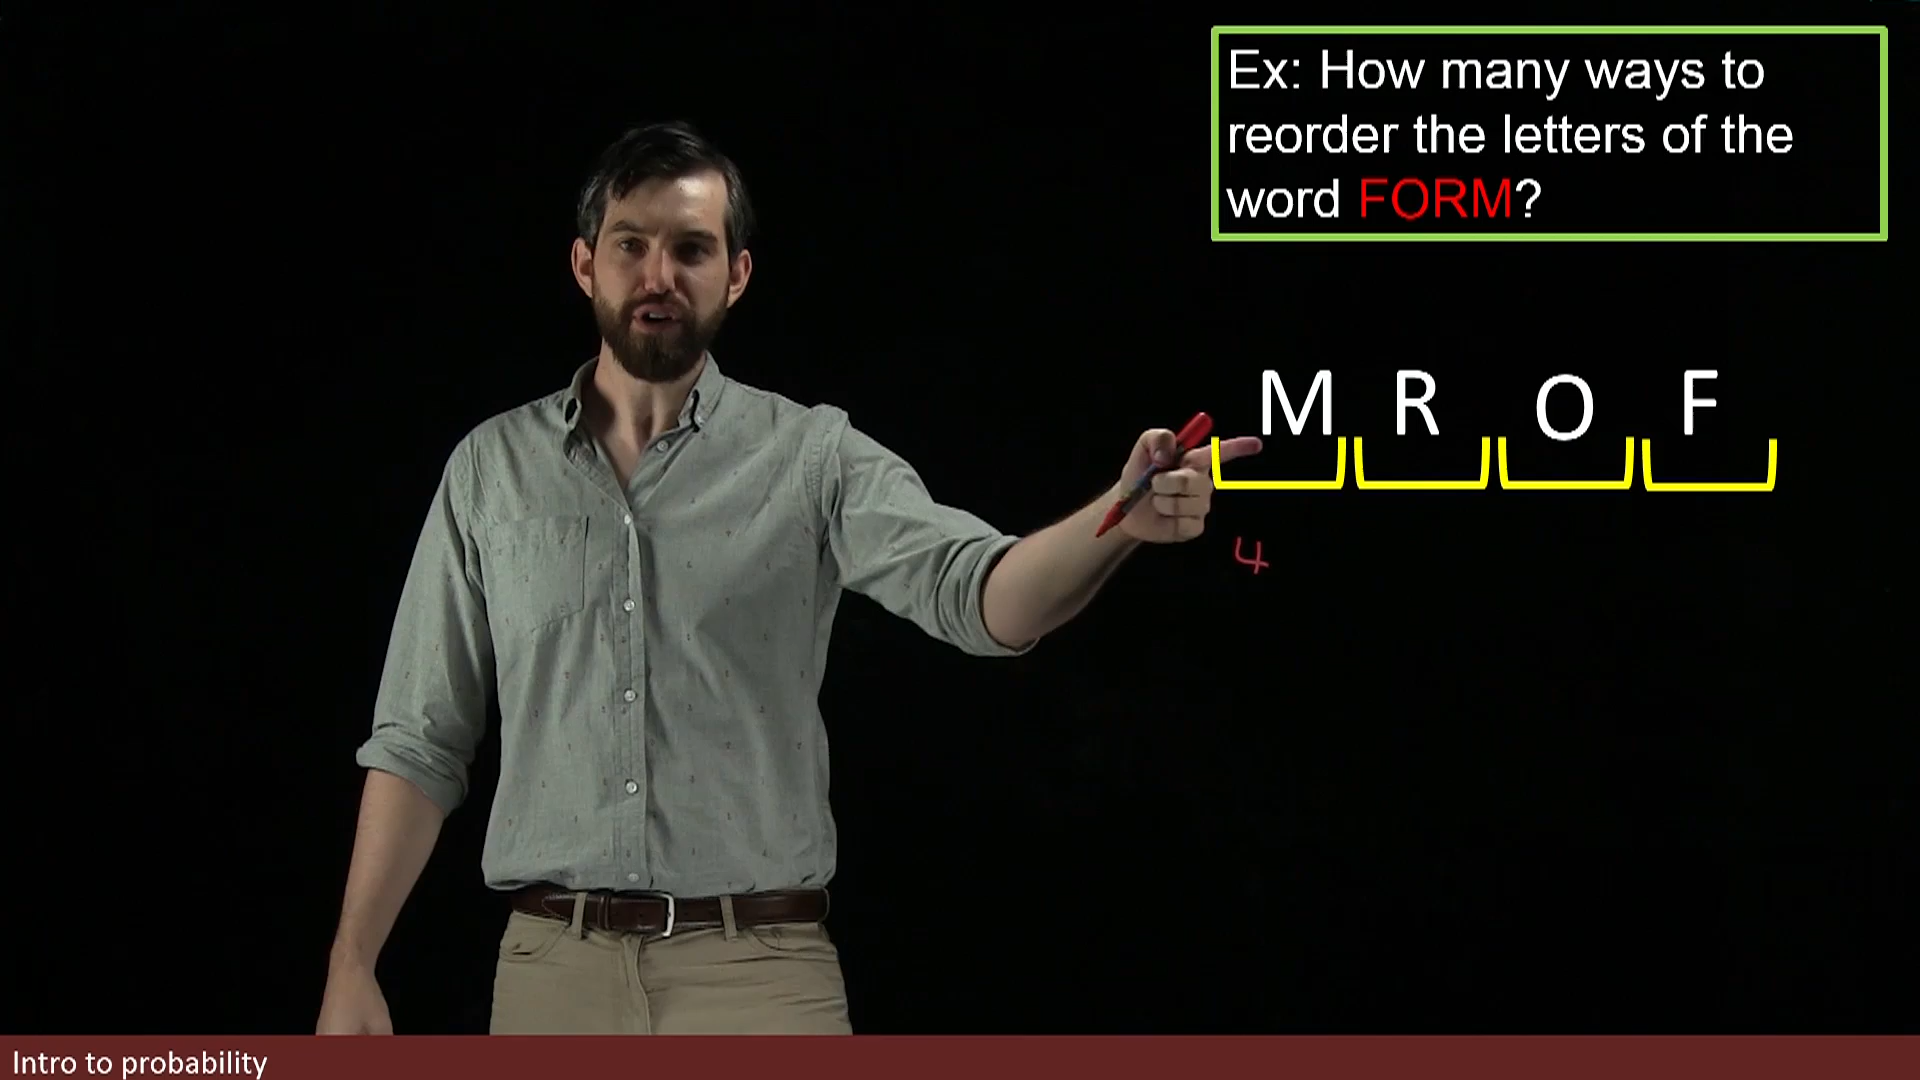 Ex: How many ways to
reorder the letters of the
word FORM?
M R O F
4
Intro to probability